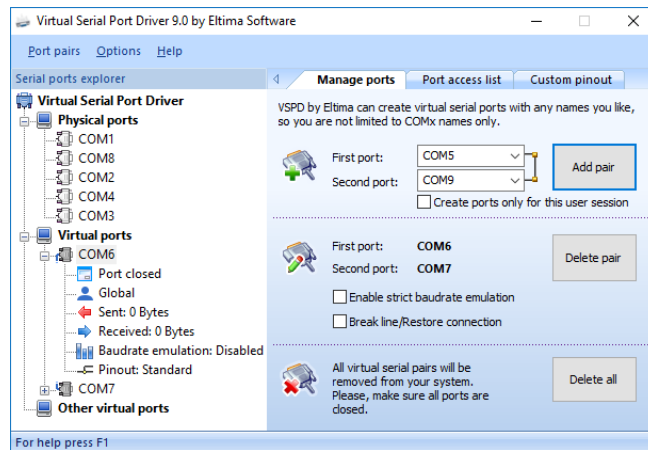 Virtual Serial Port Driver 9.0 by Eltima Software
Port pairs Options Help
Serial ports explorer
Virtual Serial Port Driver
Physical ports
COM1
COM8
COM2
COM4
COM3
Virtual ports
COM6
Port closed
Global
Sent: 0 Bytes
Received: 0 Bytes
Baudrate emulation: Disabled
Pinout: Standard
COM7
Other virtual ports
Manage ports Port access list Custom pinout
VSPD by Eltima can create virtual serial ports with any names you like,
so you are not limited to COMx names only.
First port: COM5
Second port: COM9
Add pair
Create ports only for this user session
First port: COM6
Second port: COM7
Delete pair
Enable strict baudrate emulation
Break line/Restore connection
All virtual serial pairs will be
removed from your system.
Please, make sure all ports are
closed.
Delete all
For help press F1